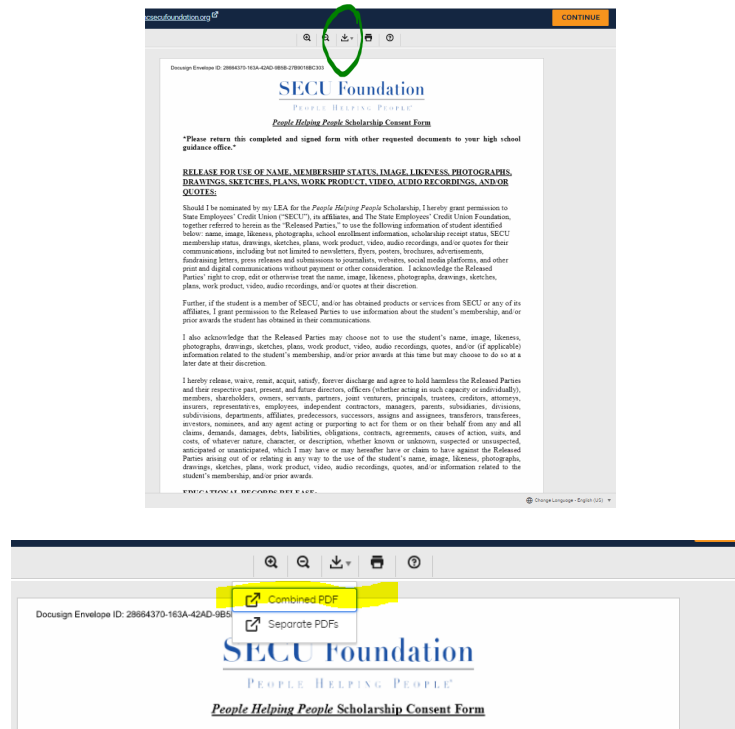 csecufoundation.org
CONTINUE
Docusign Envelope ID: 28664370-163A-42AD-9B5B-27B9018BC303
SECU Foundation
PEOPLE HELPING PEOPLE®
People Helping People Scholarship Consent Form
*Please return this completed and signed form with other requested documents to your high school
guidance office.*
RELEASE FOR USE OF NAME, MEMBERSHIP STATUS, IMAGE, LIKENESS, PHOTOGRAPHS,
DRAWINGS, SKETCHES, PLANS, WORK PRODUCT, VIDEO, AUDIO RECORDINGS, AND/OR
QUOTES:
Should I be nominated by my LEA for the People Helping People Scholarship, I hereby grant permission to
State Employees' Credit Union ("SECU"), its affiliates, and The State Employees' Credit Union Foundation,
together referred to herein as the "Released Parties," to use the following information of student identified
below: name, image, likeness, photographs, school enrollment information, scholarship receipt status, SECU
membership status, drawings, sketches, plans, work product, video, audio recordings, and/or quotes for their
communications, including but not limited to newsletters, flyers, posters, brochures, advertisements,
fundraising letters, press releases and submissions to journalists, websites, social media platforms, and other
print and digital communications without payment or other consideration. I acknowledge the Released
Parties' right to crop, edit or otherwise treat the name, image, likeness, photographs, drawings, sketches,
plans, work product, video, audio recordings, and/or quotes at their discretion.
Further, if the student is a member of SECU, and/or has obtained products or services from SECU or any of its
affiliates, I grant permission to the Released Parties to use information about the student's membership, and/or
prior awards the student has obtained in their communications.
I also acknowledge that the Released Parties may choose not to use the student's name, image, likeness,
photographs, drawings, sketches, plans, work product, video, audio recordings, quotes, and/or (if applicable)
information related to the student's membership, and/or prior awards at this time but may choose to do so at a
later date at their discretion.
I hereby release, waive, remit, acquit, satisfy, forever discharge and agree to hold harmless the Released Parties
and their respective past, present, and future directors, officers (whether acting in such capacity or individually),
members, shareholders, owners, servants, partners, joint venturers, principals, trustees, creditors, attorneys,
insurers, representatives, employees, independent contractors, managers, parents, subsidiaries, divisions,
subdivisions, departments, affiliates, predecessors, successors, assigns and assignees, transferors, transferees,
investors, nominees, and any agent acting or purporting to act for them or on their behalf from any and all
claims, demands, damages, debts, liabilities, obligations, contracts, agreements, causes of action, suits, and
costs, of whatever nature, character, or description, whether known or unknown, suspected or unsuspected,
anticipated or unanticipated, which I may have or may hereafter have or claim to have against the Released
Parties arising out of or relating in any way to the use of the student's name, image, likeness, photographs,
drawings, sketches, plans, work product, video, audio recordings, quotes, and/or information related to the
student's membership, and/or prior awards.
EDUCATIONAL RECORDS RELEASE:
Change Language - English (US)
Combined PDF
Docusign Envelope ID: 28664370-163A-42AD-9B5
Separate PDFs
SECU Foundation
PEOPLE HELPING PEOPLE®
People Helping People Scholarship Consent Form